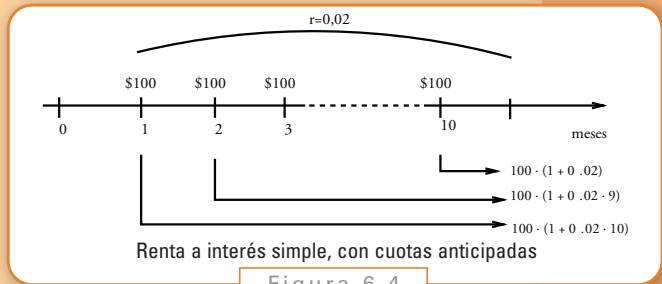 r=0,02
$100 $100 $100 $100
0 1 2 3 10
meses
100 · (1 + 0 .02)
100 · (1 + 0 .02 · 9)
100 · (1 + 0 .02 · 10)
Renta a interés simple, con cuotas anticipadas
Figura 6.4